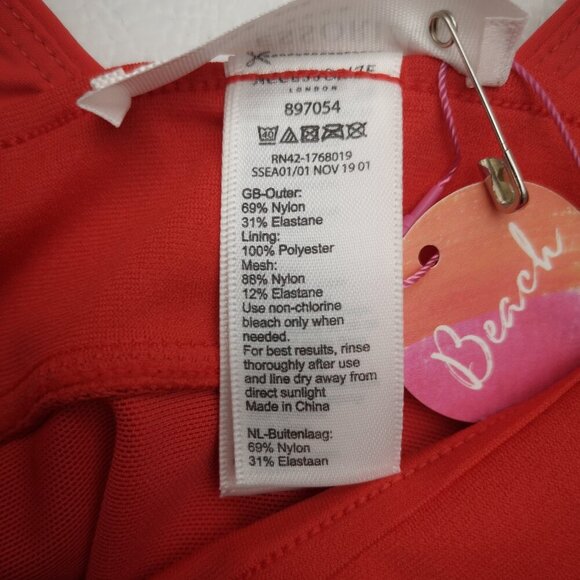 ACCESSORIZE
LONDON
897054
40
RN42-1768019
SSEA01/01 NOV 19 01
GB-Outer:
69% Nylon
31% Elastane
Lining:
100% Polyester
Mesh:
88% Nylon
12% Elastane
Use non-chlorine
bleach only when
needed.
For best results, rinse
thoroughly after use
and line dry away from
direct sunlight
Made in China
NL-Buitenlaag:
69% Nylon
31% Elastaan
Beach